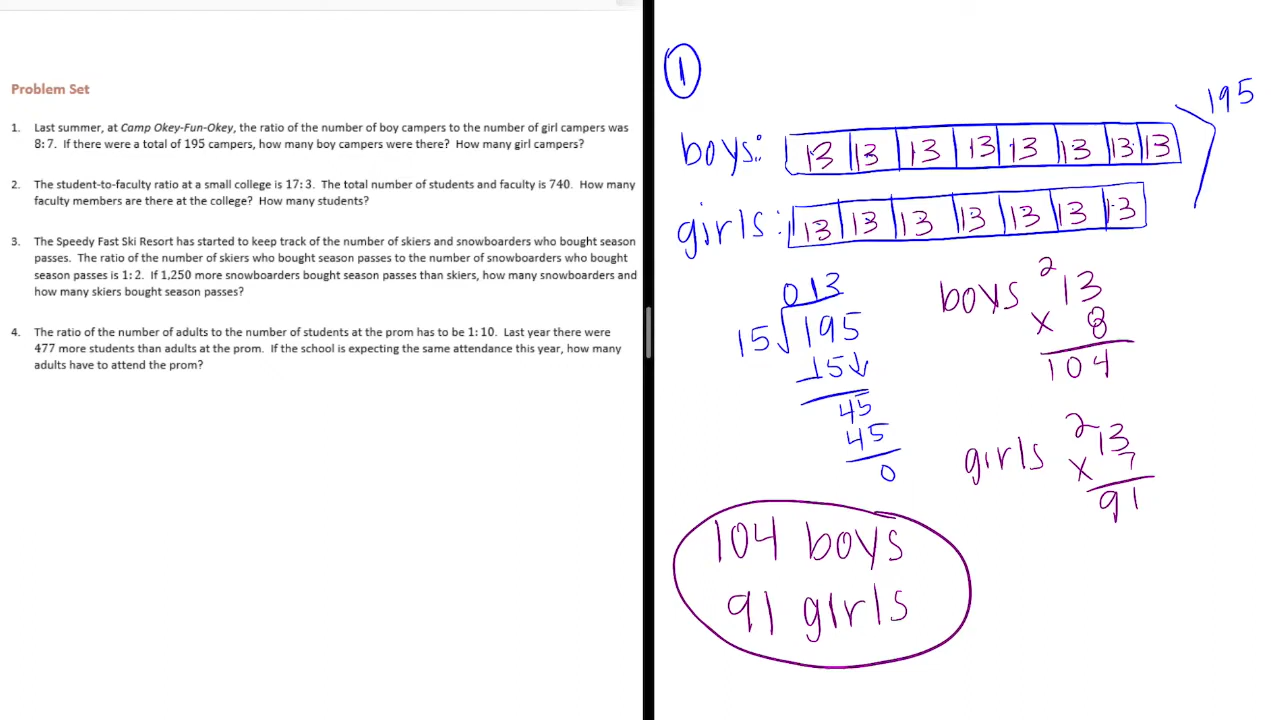 Problem Set
1. Last summer, at Camp Okey-Fun-Okey, the ratio of the number of boy campers to the number of girl campers was
8:7. If there were a total of 195 campers, how many boy campers were there? How many girl campers?
2. The student-to-faculty ratio at a small college is 17:3. The total number of students and faculty is 740. How many
faculty members are there at the college? How many students?
3. The Speedy Fast Ski Resort has started to keep track of the number of skiers and snowboarders who bought season
passes. The ratio of the number of skiers who bought season passes to the number of snowboarders who bought
season passes is 1:2. If 1,250 more snowboarders bought season passes than skiers, how many snowboarders and
how many skiers bought season passes?
4. The ratio of the number of adults to the number of students at the prom has to be 1:10. Last year there were
477 more students than adults at the prom. If the school is expecting the same attendance this year, how many
adults have to attend the prom?
1
195
boys: 13 13 13 13 13 13 13 13
girls: 13 13 13 13 13 13 13
013
15 195
15
45
45
0
boys 2 13
x 8
104
girls 2 13
x 7
91
104 boys
91 girls